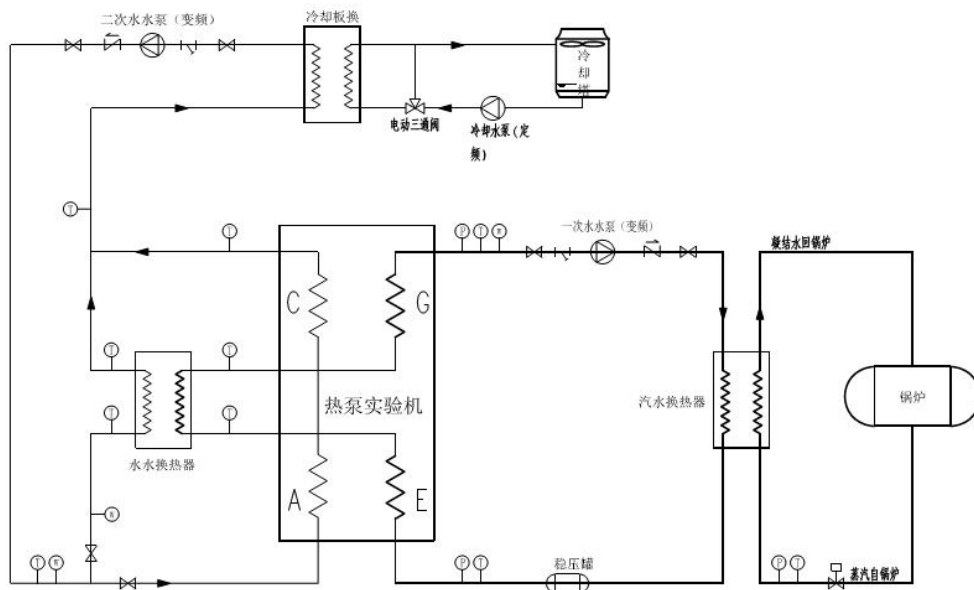 二次水水泵（变频）
冷却板换
冷
却
塔
电动三通阀
冷却水泵（定
频）
T
T
P
T
M
一次水水泵（变频）
凝结水回锅炉
C
G
T
T
热泵实验机
汽水换热器
锅炉
T
T
水水换热器
A
E
M
T
M
P
T
稳压罐
P
T
蒸汽自锅炉